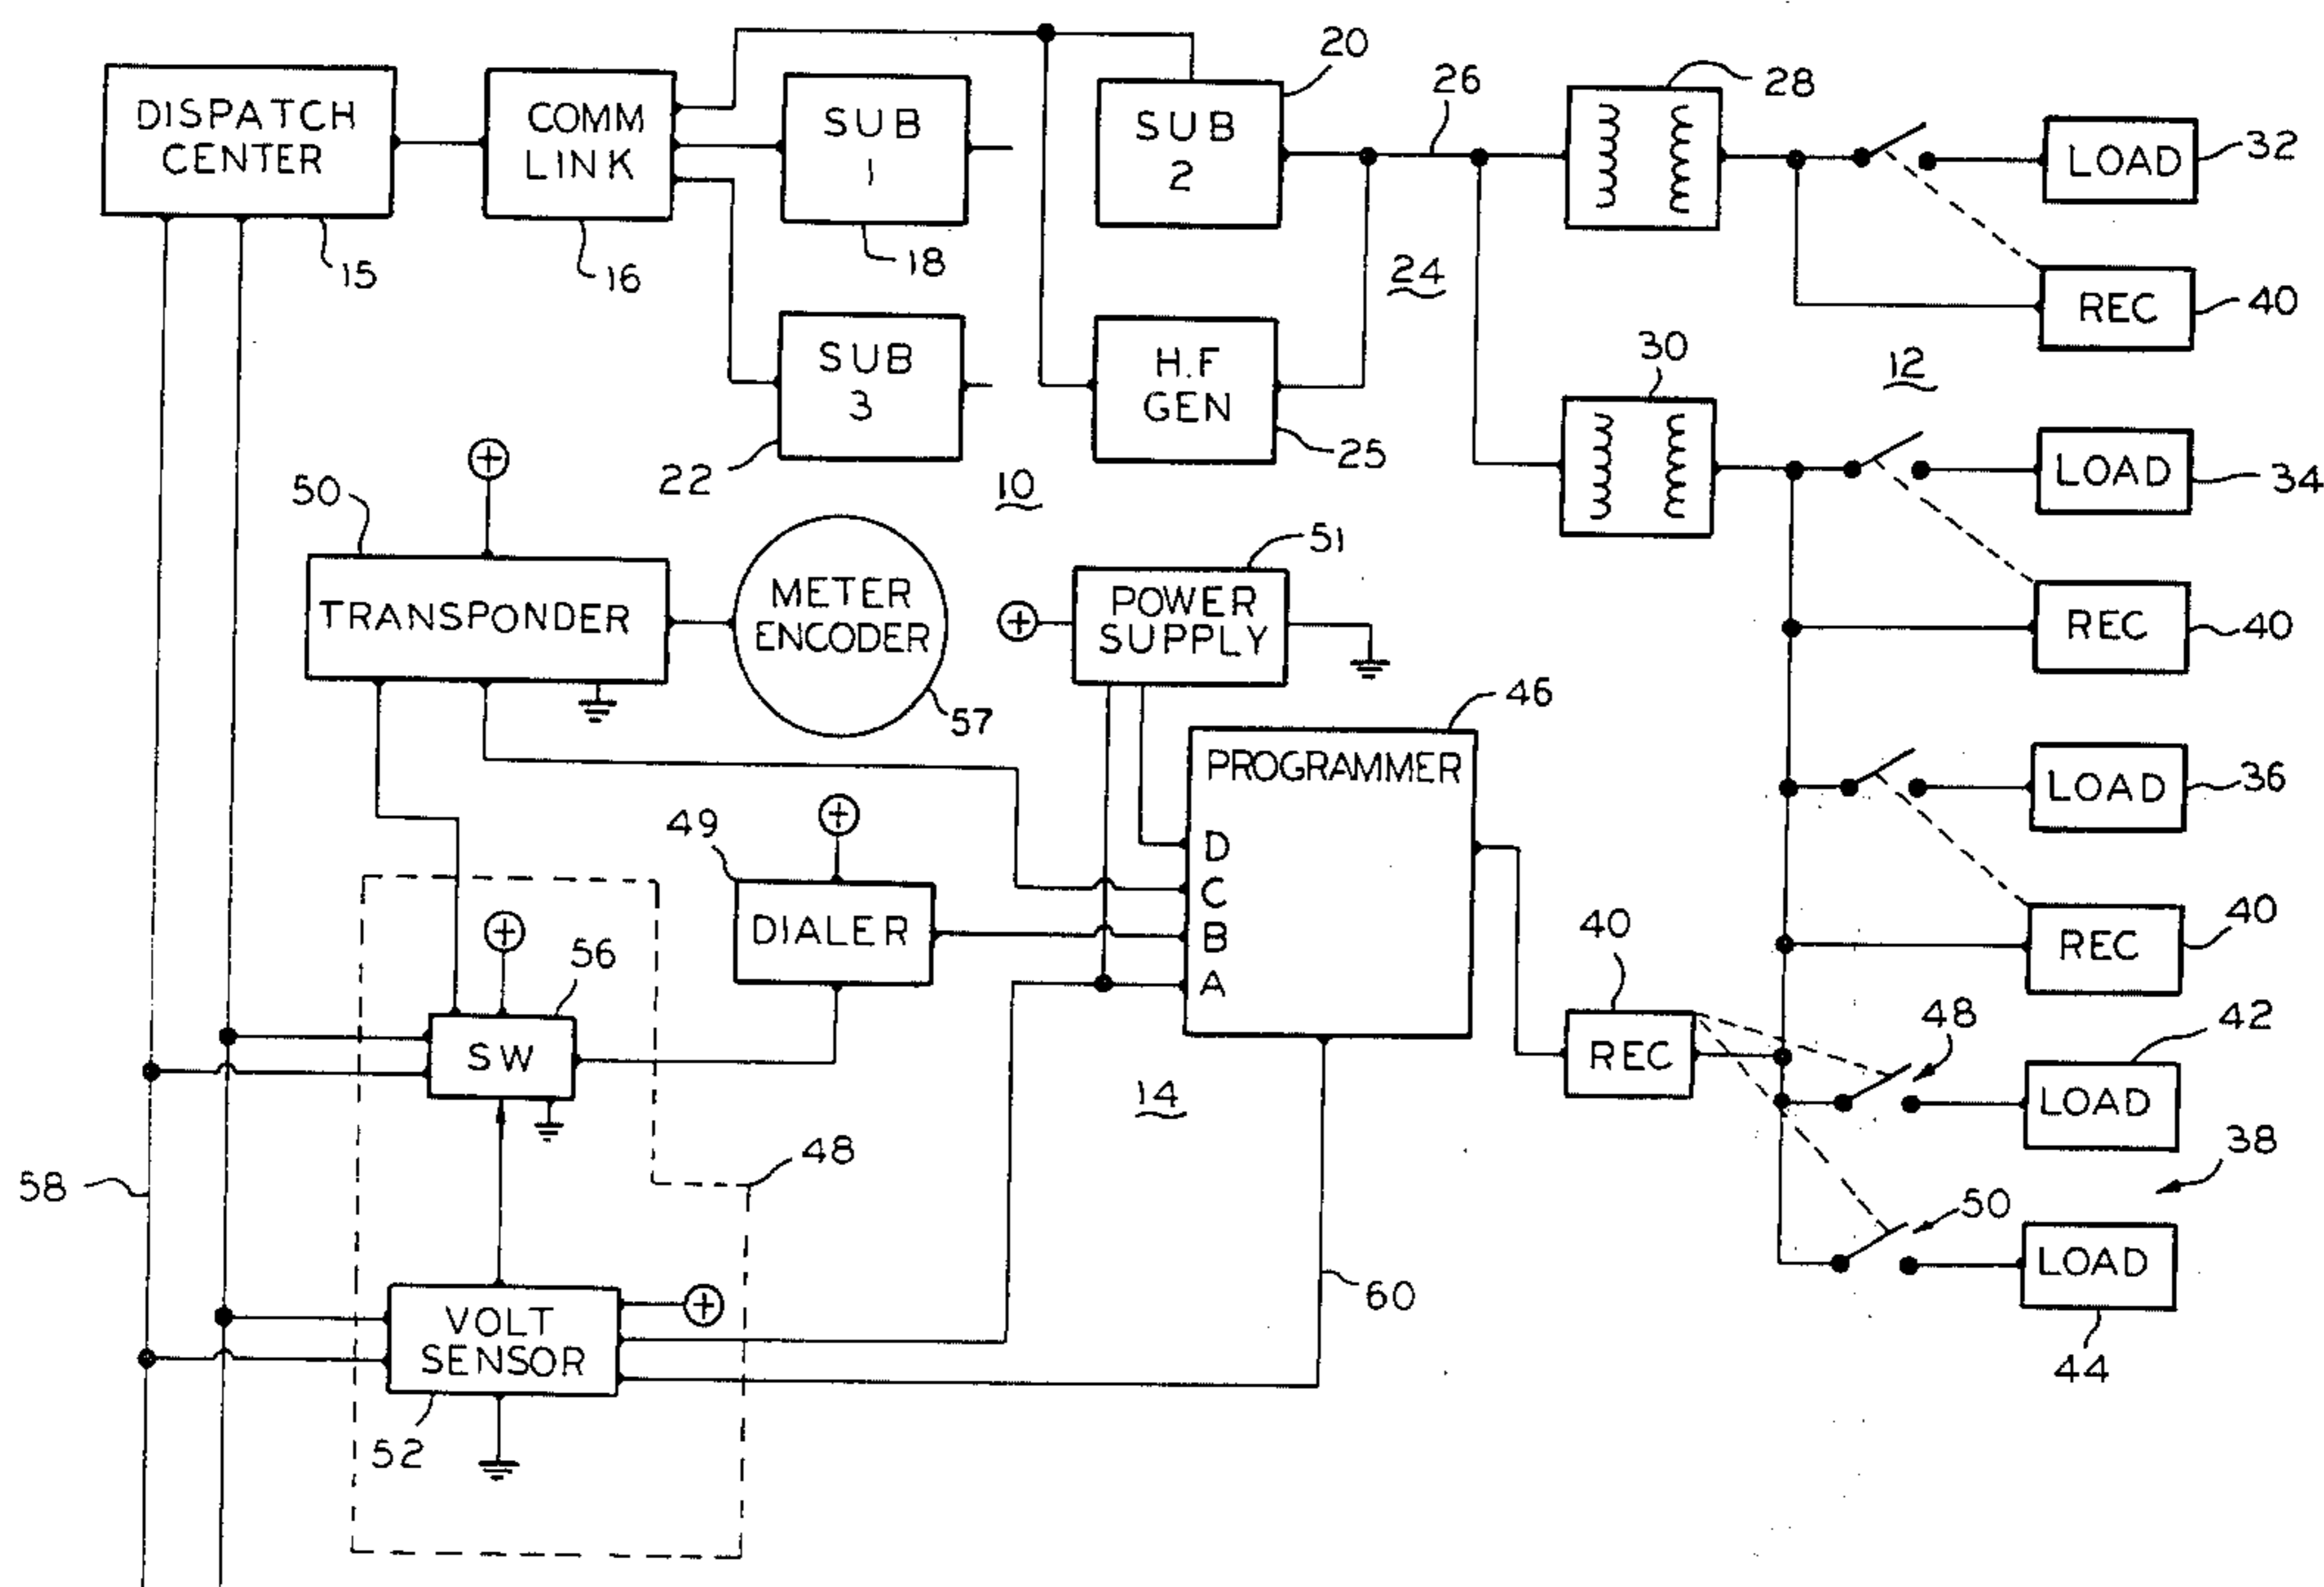 DISPATCH
CENTER
15
COMM
LINK
16
SUB
1
18
SUB
2
20
26
28
LOAD
32
24
REC
40
SUB
3
22
H.F
GEN
25
30
12
LOAD
34
10
50
TRANSPONDER
METER
ENCODER
57
51
POWER
SUPPLY
REC
40
46
PROGRAMMER
D
C
B
A
LOAD
36
49
DIALER
56
SW
40
REC
REC
40
48
42
LOAD
14
48
58
38
50
LOAD
44
60
VOLT
SENSOR
52